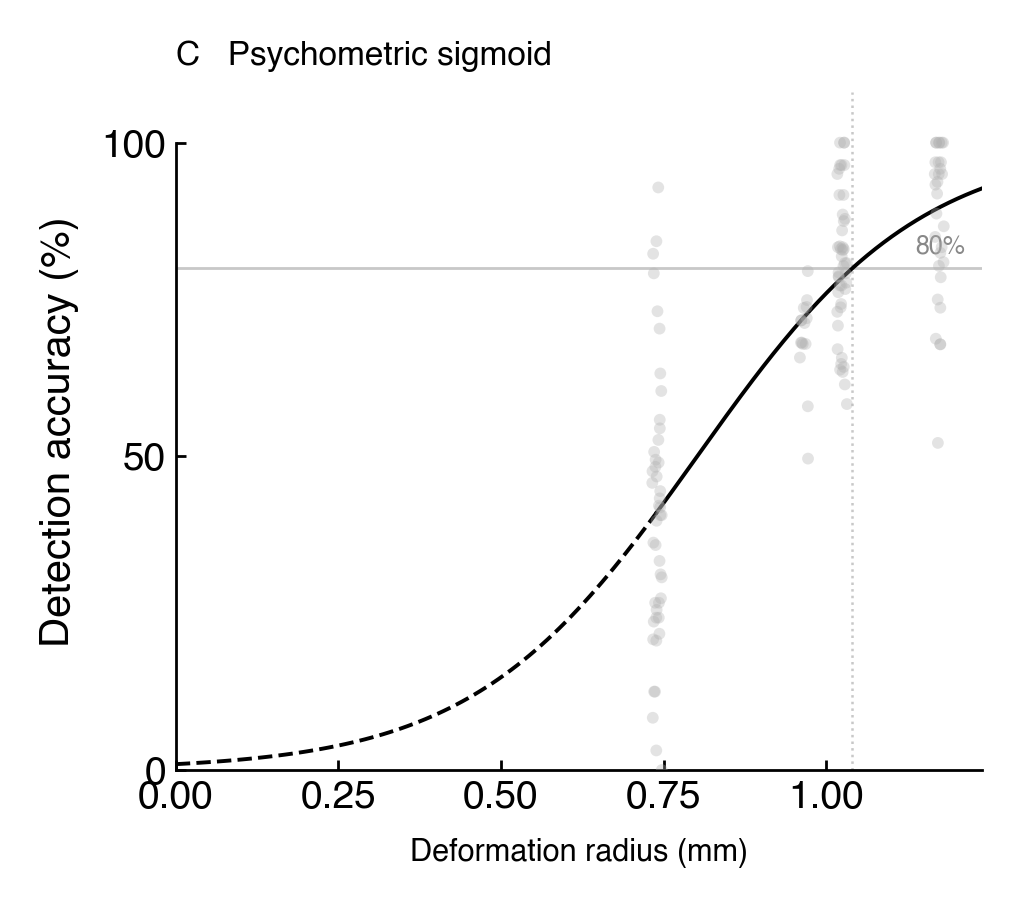 C Psychometric sigmoid
100
80%
50
0
0.00 0.25 0.50 0.75 1.00
Detection accuracy (%)
Deformation radius (mm)